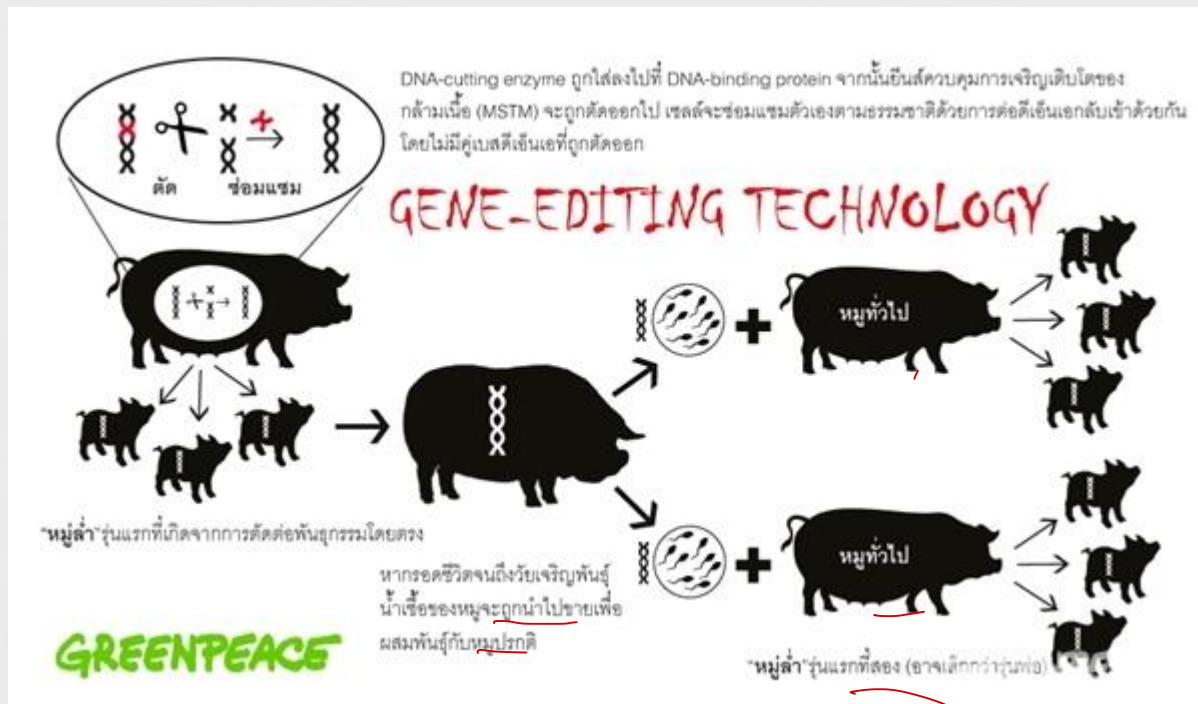 DNA-cutting enzyme ถูกใส่ลงไปที่ DNA-binding protein จากนั้นยีนส์ควบคุมการเจริญเติบโตของ
กล้ามเนื้อ (MSTM) จะถูกตัดออกไป เซลล์จะซ่อมแซมตัวเองตามธรรมชาติด้วยการต่อดีเอ็นเอกลับเข้าด้วยกัน
โดยไม่มีคู่เบสดีเอ็นเอที่ถูกตัดออก
ตัด
ซ่อมแซม
GENE-EDITING TECHNOLOGY
หมูทั่วไป
"หมูล่ำ"รุ่นแรกที่เกิดจากการตัดต่อพันธุกรรมโดยตรง
หากรอดชีวิตจนถึงวัยเจริญพันธุ์
น้ำเชื้อของหมูจะถูกนำไปขายเพื่อ
ผสมพันธุ์กับหมูปรกติ
หมูทั่วไป
"หมูล่ำ"รุ่นแรกที่สอง (อาจเล็กกว่ารุ่นพ่อ)
GREENPEACE